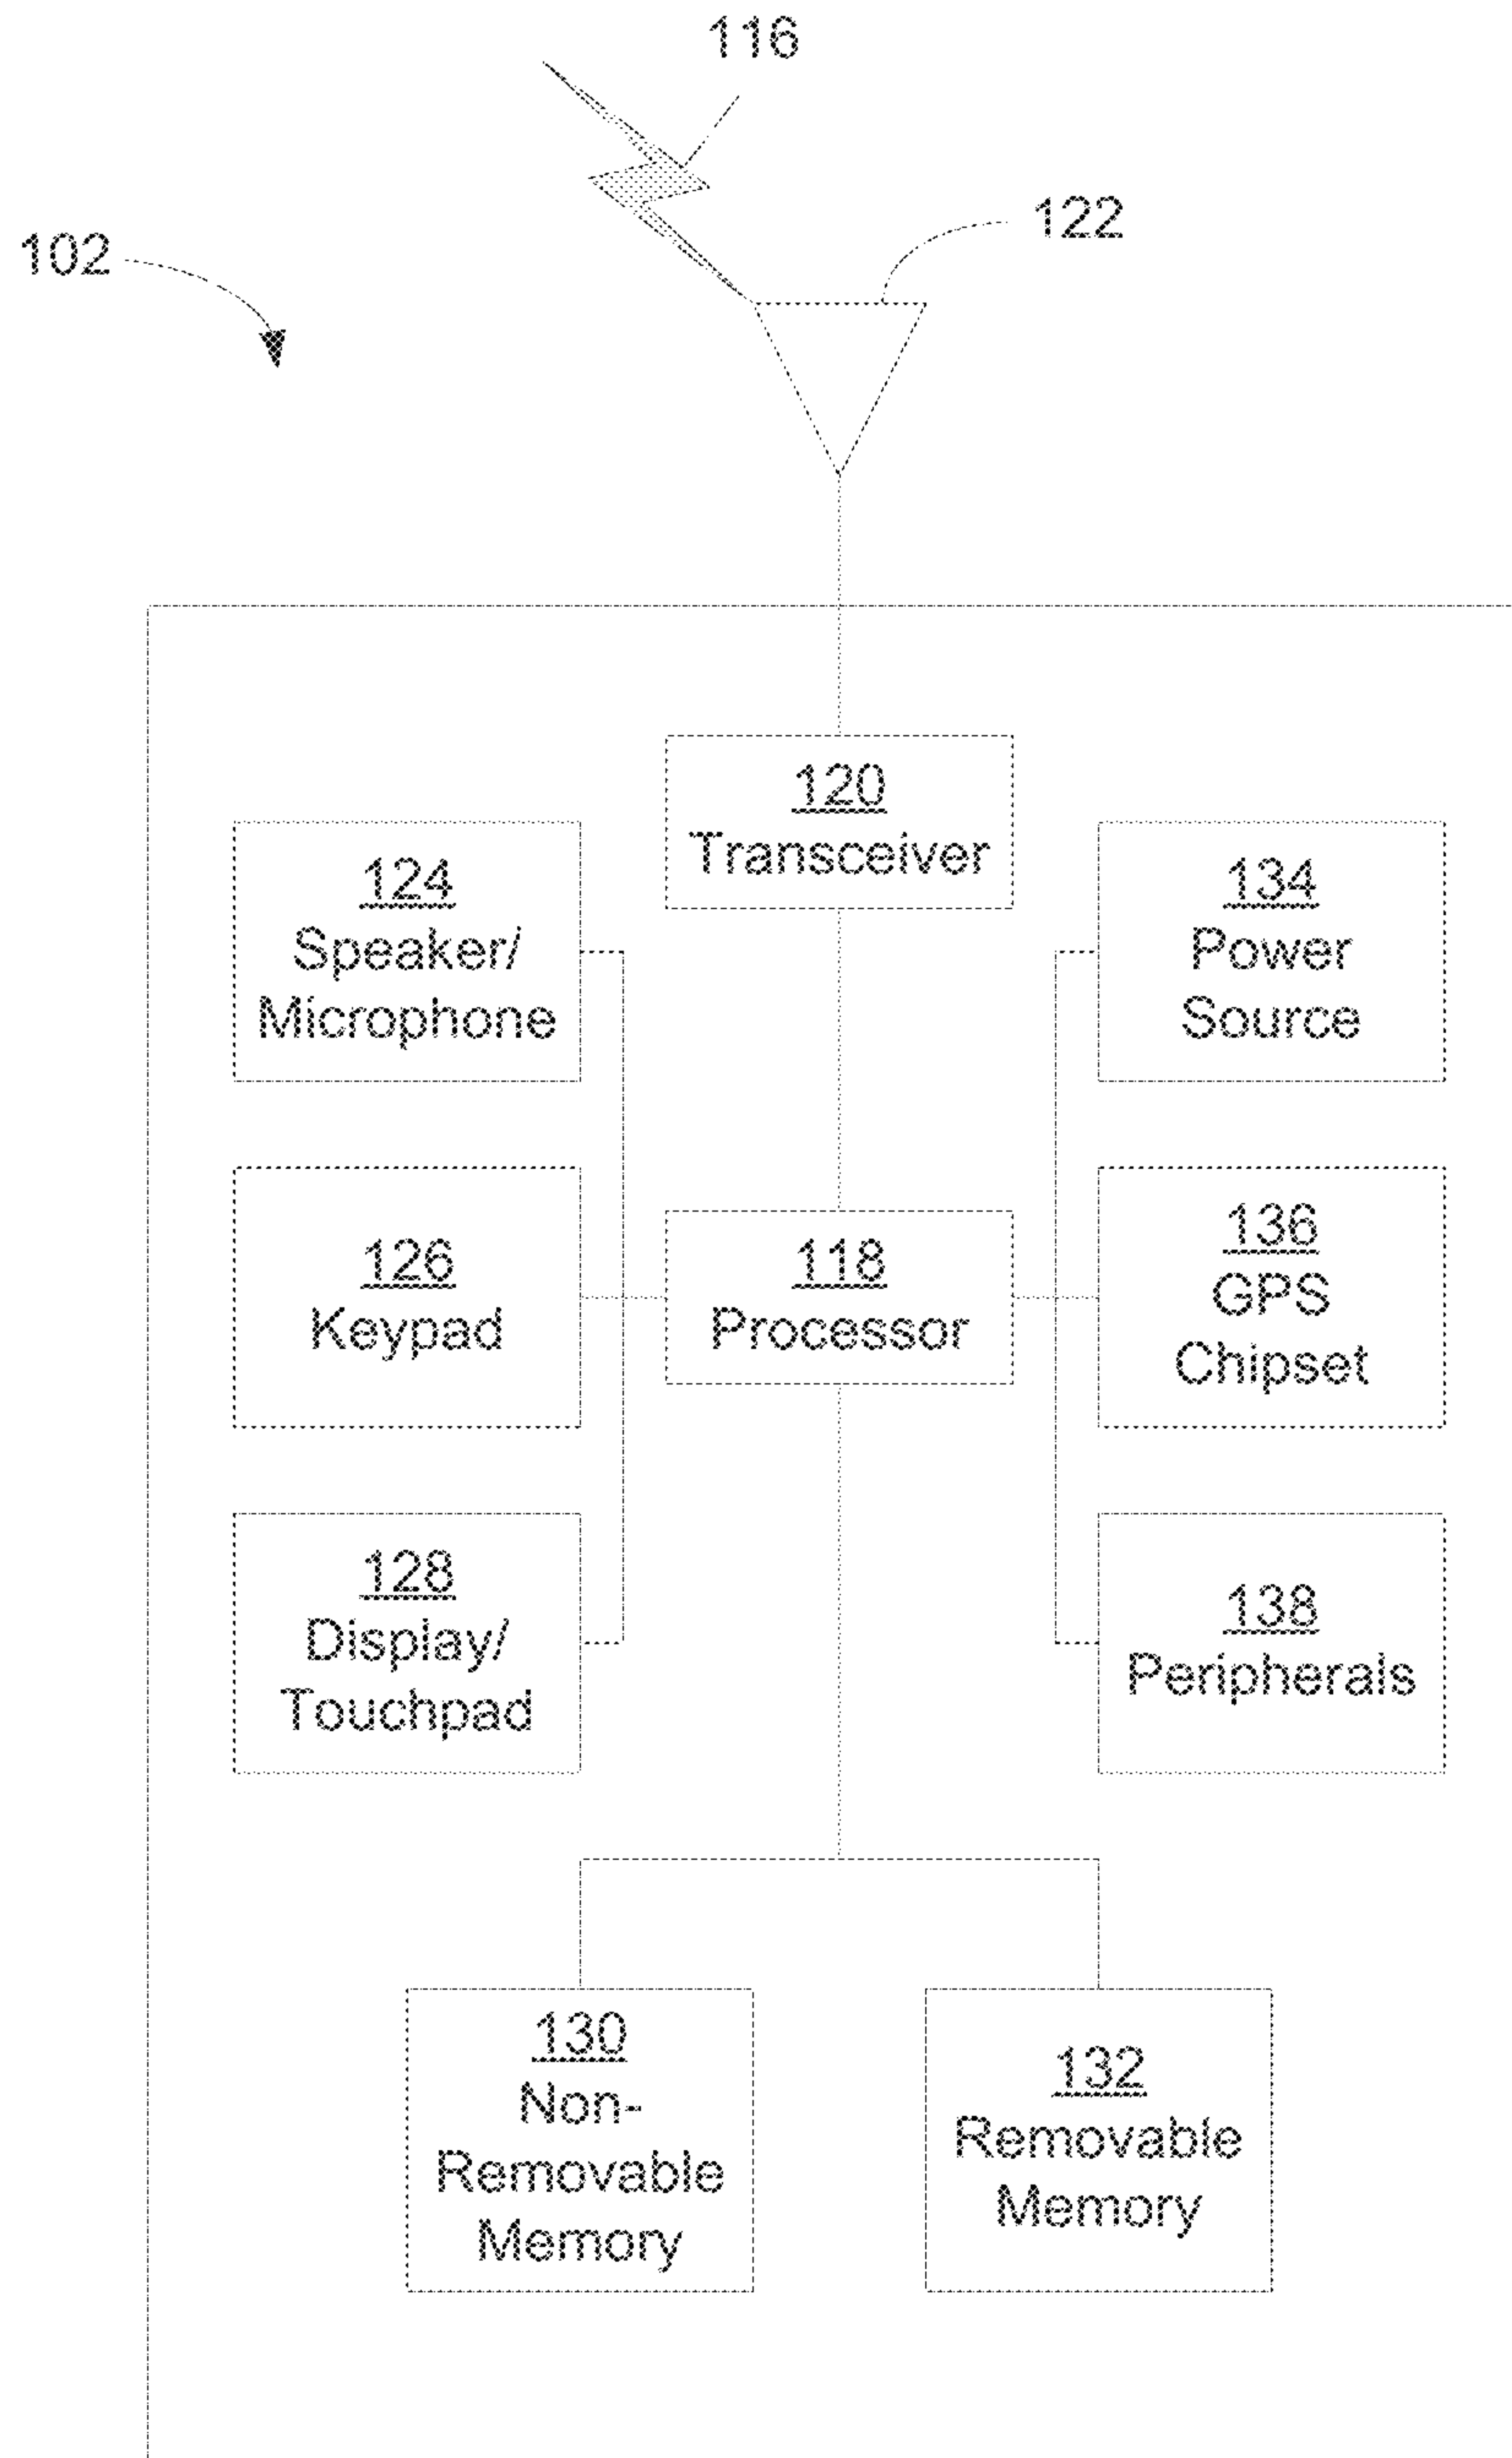 116
122
102
120
Transceiver
124
Speaker/
Microphone
134
Power
Source
126
Keypad
118
Processor
136
GPS
Chipset
128
Display/
Touchpad
138
Peripherals
130
Non-
Removable
Memory
132
Removable
Memory